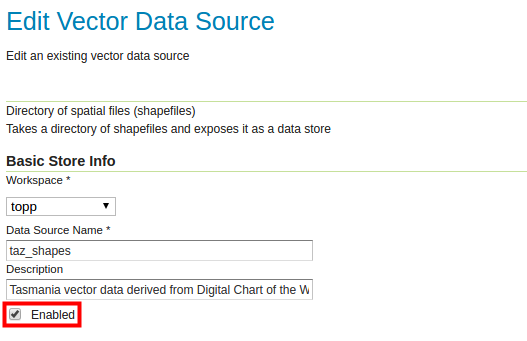 Edit Vector Data Source
Edit an existing vector data source
Directory of spatial files (shapefiles)
Takes a directory of shapefiles and exposes it as a data store
Basic Store Info
Workspace *
topp
Data Source Name *
taz_shapes
Description
Tasmania vector data derived from Digital Chart of the W
Enabled